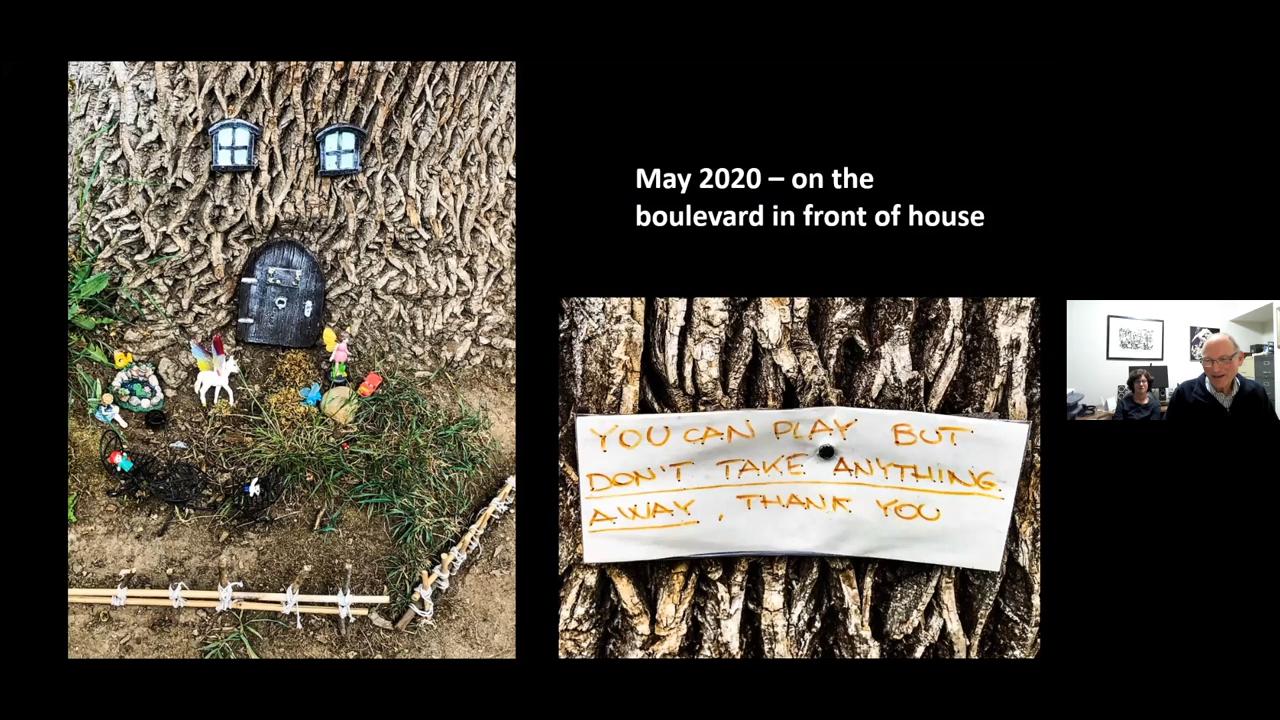 May 2020 – on the
boulevard in front of house
YOU CAN PLAY BUT
DON'T TAKE ANYTHING
AWAY, THANK YOU